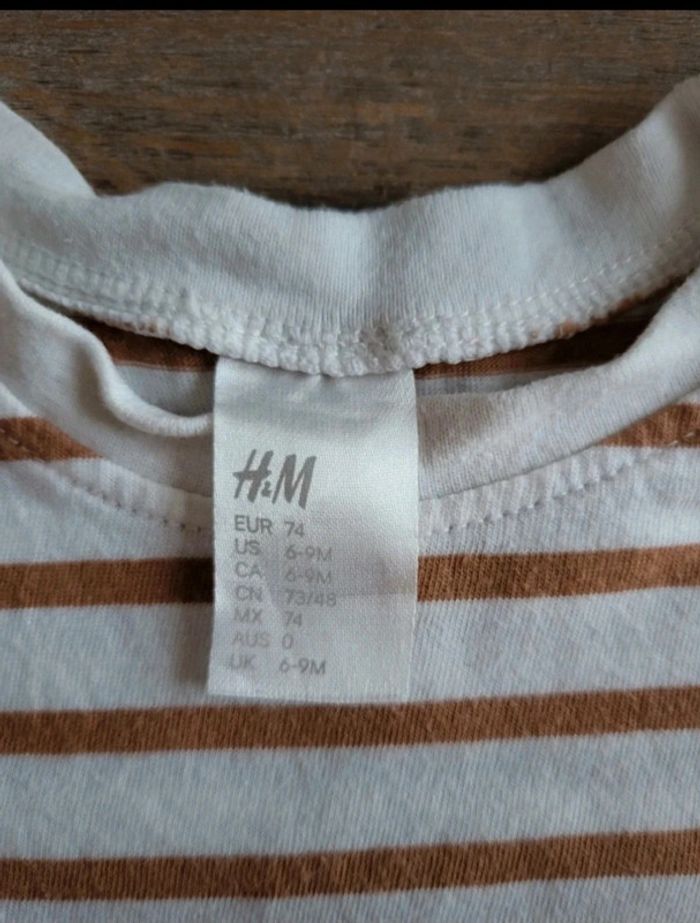 H&M
EUR 74
US 6-9M
CA 6-9M
CN 73/48
MX 74
AUS 0
UK 6-9M